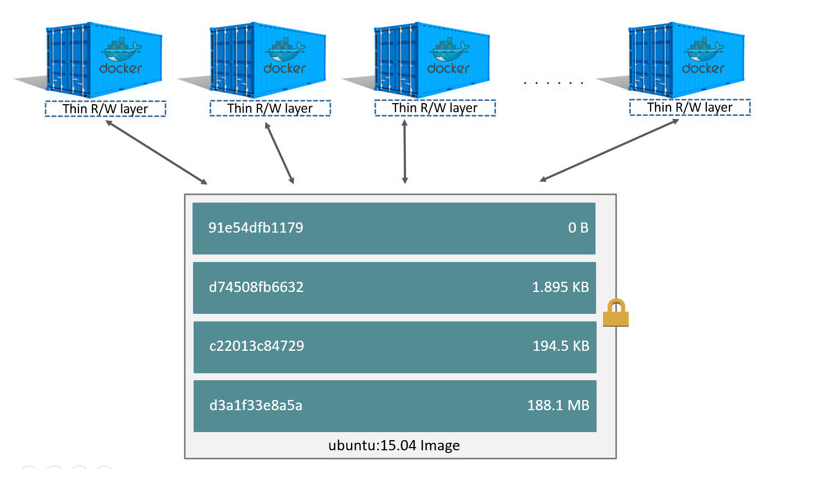 docker docker docker docker
. . . . . .
Thin R/W layer Thin R/W layer Thin R/W layer Thin R/W layer
91e54dfb1179 0 B
d74508fb6632 1.895 KB
c22013c84729 194.5 KB
d3a1f33e8a5a 188.1 MB
ubuntu:15.04 Image